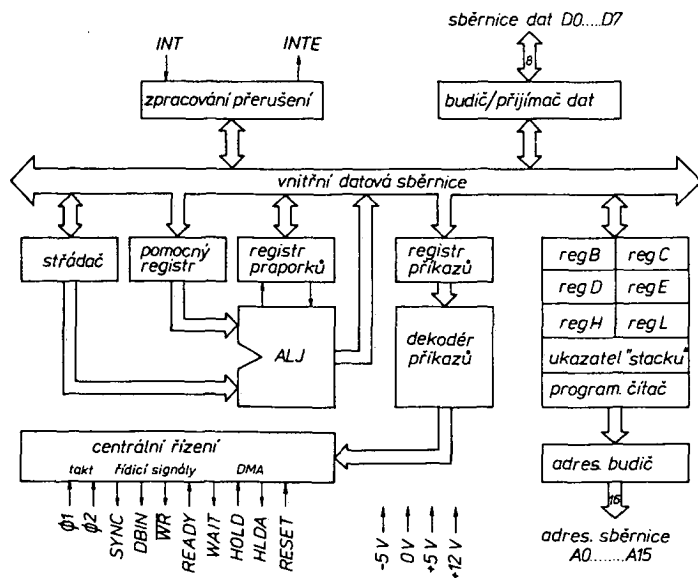 sběrnice dat D0.....D7
INT
INTE
8
zpracování přerušení
budič/přijímač dat
vnitřní datová sběrnice
střádač
pomocný
registr
registr
praporků
registr
příkazů
reg B
reg C
reg D
reg E
reg H
reg L
ukazatel "stacku"
program. čítač
ALJ
dekodér
příkazů
centrální řízení
takt
řídicí signály
DMA
adres. budič
16
ϕ1
ϕ2
SYNC
DBIN
WR
READY
WAIT
HOLD
HLDA
RESET
-5 V
0 V
+5 V
+12 V
adres. sběrnice
A0........A15